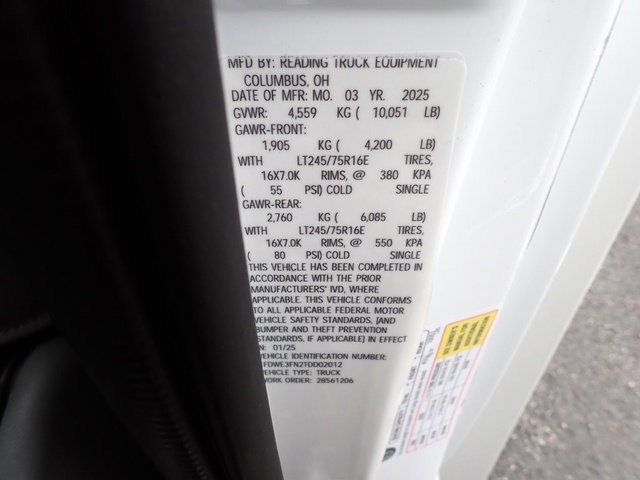 MFD BY: READING TRUCK EQUIPMENT
COLUMBUS, OH
DATE OF MFR: MO. 03 YR. 2025
GVWR: 4,559 KG ( 10,051 LB)
GAWR-FRONT:
1,905 KG ( 4,200 LB)
WITH LT245/75R16E TIRES,
16X7.0K RIMS, @ 380 KPA
( 55 PSI) COLD SINGLE
GAWR-REAR:
2,760 KG ( 6,085 LB)
WITH LT245/75R16E TIRES,
16X7.0K RIMS, @ 550 KPA
( 80 PSI) COLD SINGLE
THIS VEHICLE HAS BEEN COMPLETED IN
ACCORDANCE WITH THE PRIOR
MANUFACTURERS' IVD, WHERE
APPLICABLE. THIS VEHICLE CONFORMS
TO ALL APPLICABLE FEDERAL MOTOR
VEHICLE SAFETY STANDARDS, [AND
BUMPER AND THEFT PREVENTION
STANDARDS, IF APPLICABLE] IN EFFECT
IN: 01/25
VEHICLE IDENTIFICATION NUMBER:
FDWE3FN2TDD02012
VEHICLE TYPE: TRUCK
WORK ORDER: 28561206